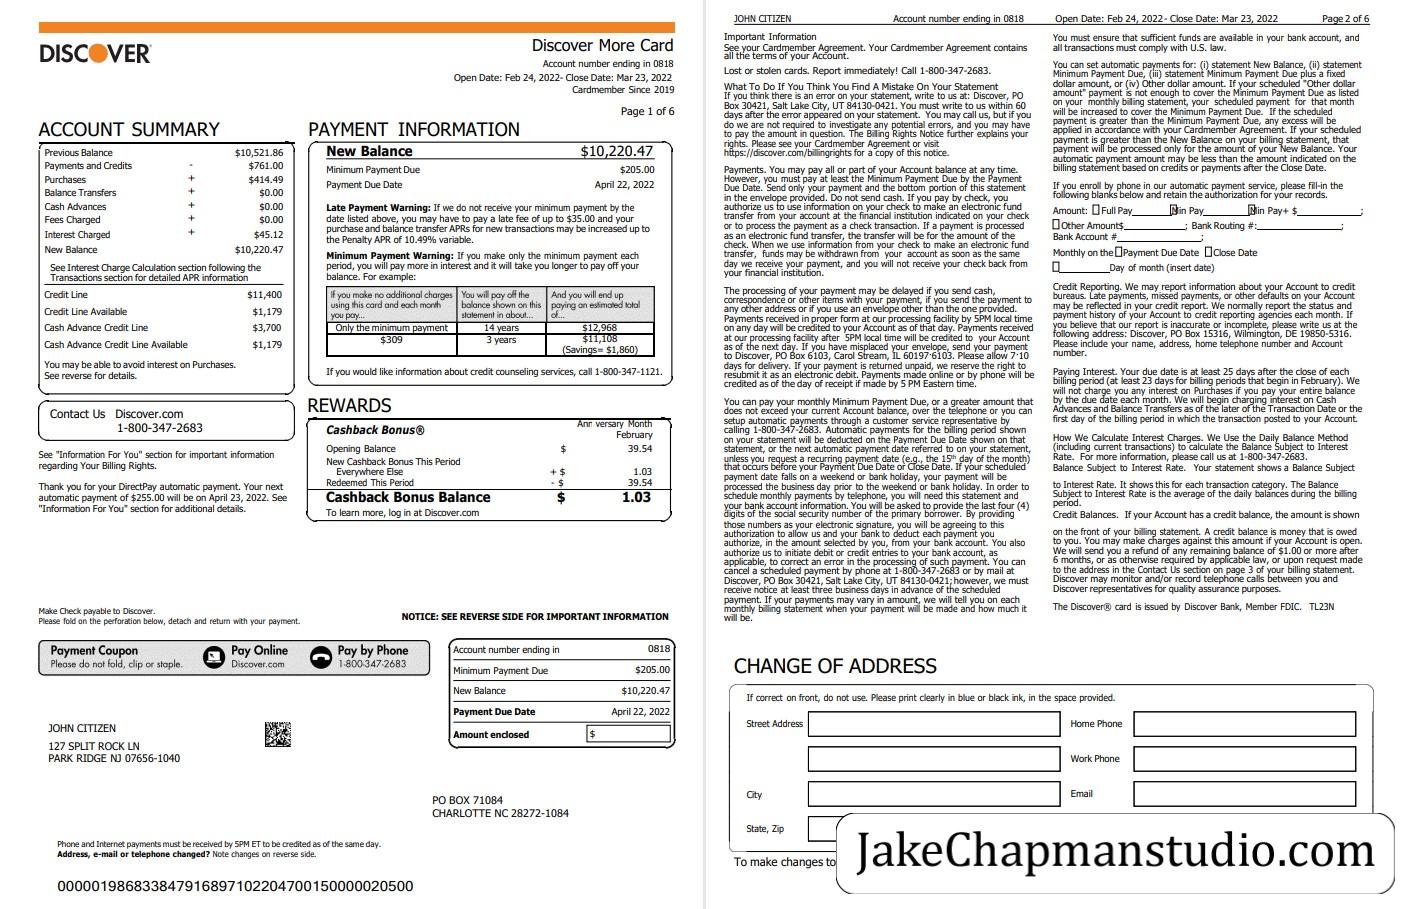 DISCOVER
Discover More Card
Account number ending in 0818
Open Date: Feb 24, 2022- Close Date: Mar 23, 2022
Cardmember Since 2019
Page 1 of 6
ACCOUNT SUMMARY
Previous Balance $10,521.86
Payments and Credits - $761.00
Purchases + $414.49
Balance Transfers + $0.00
Cash Advances + $0.00
Fees Charged + $0.00
Interest Charged + $45.12
New Balance $10,220.47
See Interest Charge Calculation section following the
Transactions section for detailed APR information
Credit Line $11,400
Credit Line Available $1,179
Cash Advance Credit Line $3,700
Cash Advance Credit Line Available $1,179
You may be able to avoid interest on Purchases.
See reverse for details.
Contact Us Discover.com
1-800-347-2683
See "Information For You" section for important information
regarding Your Billing Rights.
Thank you for your DirectPay automatic payment. Your next
automatic payment of $255.00 will be on April 23, 2022. See
"Information For You" section for additional details.
PAYMENT INFORMATION
New Balance $10,220.47
Minimum Payment Due $205.00
Payment Due Date April 22, 2022
Late Payment Warning: If we do not receive your minimum payment by the
date listed above, you may have to pay a late fee of up to $35.00 and your
purchase and balance transfer APRs for new transactions may be increased up to
the Penalty APR of 10.49% variable.
Minimum Payment Warning: If you make only the minimum payment each
period, you will pay more in interest and it will take you longer to pay off your
balance. For example:
If you make no additional charges You will pay off the And you will end up
using this card and each month balance shown on this paying an estimated total
you pay... statement in about... of...
Only the minimum payment 14 years $12,968
$309 3 years $11,108
(Savings= $1,860)
If you would like information about credit counseling services, call 1-800-347-1121.
REWARDS
Cashback Bonus® Anr versary Month
February
Opening Balance $ 39.54
New Cashback Bonus This Period
Everywhere Else + $ 1.03
Redeemed This Period - $ 39.54
Cashback Bonus Balance $ 1.03
To learn more, log in at Discover.com
Make Check payable to Discover.
Please fold on the perforation below, detach and return with your payment.
NOTICE: SEE REVERSE SIDE FOR IMPORTANT INFORMATION
Payment Coupon
Please do not fold, clip or staple.
Pay Online
Discover.com
Pay by Phone
1-800-347-2683
Account number ending in 0818
Minimum Payment Due $205.00
New Balance $10,220.47
Payment Due Date April 22, 2022
Amount enclosed $
JOHN CITIZEN
127 SPLIT ROCK LN
PARK RIDGE NJ 07656-1040
PO BOX 71084
CHARLOTTE NC 28272-1084
Phone and Internet payments must be received by 5PM ET to be credited as of the same day.
Address, e-mail or telephone changed? Note changes on reverse side.
JOHN CITIZEN Account number ending in 0818 Open Date: Feb 24, 2022- Close Date: Mar 23, 2022 Page 2 of 6
Important Information
See your Cardmember Agreement. Your Cardmember Agreement contains
all the terms of your Account.
Lost or stolen cards. Report immediately! Call 1-800-347-2683.
What To Do If You Think You Find A Mistake On Your Statement
If you think there is an error on your statement, write to us at: Discover, PO
Box 30421, Salt Lake City, UT 84130-0421. You must write to us within 60
days after the error appeared on your statement. You may call us, but if you
do we are not required to investigate any potential errors, and you may have
to pay the amount in question. The Billing Rights Notice further explains your
rights. Please see your Cardmember Agreement or visit
https://discover.com/billingrights for a copy of this notice.
Payments. You may pay all or part of your Account balance at any time.
However, you must pay at least the Minimum Payment Due by the Payment
Due Date. Send only your payment and the bottom portion of this statement
in the envelope provided. Do not send cash. If you pay by check, you
authorize us to use information on your check to make an electronic fund
transfer from your account at the financial institution indicated on your check
or to process the payment as a check transaction. If a payment is processed
as an electronic fund transfer, the transfer will be for the amount of the
check. When we use information from your check to make an electronic fund
transfer, funds may be withdrawn from your account as soon as the same
day we receive your payment, and you will not receive your check back from
your financial institution.
The processing of your payment may be delayed if you send cash,
correspondence or other items with your payment, if you send the payment to
any other address or if you use an envelope other than the one provided.
Payments received in proper form at our processing facility by 5PM local time
on any day will be credited to your Account as of that day. Payments received
at our processing facility after 5PM local time will be credited to your Account
as of the next day. If you have misplaced your envelope, send your payment
to Discover, PO Box 6103, Carol Stream, IL 60197·6103. Please allow 7·10
days for delivery. If your payment is returned unpaid, we reserve the right to
resubmit it as an electronic debit. Payments made online or by phone will be
credited as of the day of receipt if made by 5 PM Eastern time.
You can pay your monthly Minimum Payment Due, or a greater amount that
does not exceed your current Account balance, over the telephone or you can
setup automatic payments through a customer service representative by
calling 1-800-347-2683. Automatic payments for the billing period shown
on your statement will be deducted on the Payment Due Date shown on that
statement, or the next automatic payment date referred to on your statement,
unless you request a recurring payment date (e.g., the 15th day of the month)
that occurs before your Payment Due Date or Close Date. If your scheduled
payment date falls on a weekend or bank holiday, your payment will be
processed the business day prior to the weekend or bank holiday. In order to
schedule monthly payments by telephone, you will need this statement and
your bank account information. You will be asked to provide the last four (4)
digits of the social security number of the primary borrower. By providing
those numbers as your electronic signature, you will be agreeing to this
authorization to allow us and your bank to deduct each payment you
authorize, in the amount selected by you, from your bank account. You also
authorize us to initiate debit or credit entries to your bank account, as
applicable, to correct an error in the processing of such payment. You can
cancel a scheduled payment by phone at 1-800-347-2683 or by mail at
Discover, PO Box 30421, Salt Lake City, UT 84130-0421; however, we must
receive notice at least three business days in advance of the scheduled
payment. If your payments may vary in amount, we will tell you on each
monthly billing statement when your payment will be made and how much it
will be.
You must ensure that sufficient funds are available in your bank account, and
all transactions must comply with U.S. law.
You can set automatic payments for: (i) statement New Balance, (ii) statement
Minimum Payment Due, (iii) statement Minimum Payment Due plus a fixed
dollar amount, or (iv) Other dollar amount. If your scheduled "Other dollar
amount" payment is not enough to cover the Minimum Payment Due as listed
on your monthly billing statement, your scheduled payment for that month
will be increased to cover the Minimum Payment Due. If the scheduled
payment is greater than the Minimum Payment Due, any excess will be
applied in accordance with your Cardmember Agreement. If your scheduled
payment is greater than the New Balance on your billing statement, that
payment will be processed only for the amount of your New Balance. Your
automatic payment amount may be less than the amount indicated on the
billing statement based on credits or payments after the Close Date.
If you enroll by phone in our automatic payment service, please fill-in the
following blanks below and retain the authorization for your records.
Amount: Full Pay Min Pay Min Pay+ $ ;
Other Amount$ ; Bank Routing #: ;
Bank Account # ;
Monthly on the Payment Due Date Close Date
Day of month (insert date)
Credit Reporting. We may report information about your Account to credit
bureaus. Late payments, missed payments, or other defaults on your Account
may be reflected in your credit report. We normally report the status and
payment history of your Account to credit reporting agencies each month. If
you believe that our report is inaccurate or incomplete, please write us at the
following address: Discover, PO Box 15316, Wilmington, DE 19850-5316.
Please include your name, address, home telephone number and Account
number.
Paying Interest. Your due date is at least 25 days after the close of each
billing period (at least 23 days for billing periods that begin in February). We
will not charge you any interest on Purchases if you pay your entire balance
by the due date each month. We will begin charging interest on Cash
Advances and Balance Transfers as of the later of the Transaction Date or the
first day of the billing period in which the transaction posted to your Account.
How We Calculate Interest Charges. We Use the Daily Balance Method
(including current transactions) to calculate the Balance Subject to Interest
Rate. For more information, please call us at 1-800-347-2683.
Balance Subject to Interest Rate. Your statement shows a Balance Subject
to Interest Rate. It shows this for each transaction category. The Balance
Subject to Interest Rate is the average of the daily balances during the billing
period.
Credit Balances. If your Account has a credit balance, the amount is shown
on the front of your billing statement. A credit balance is money that is owed
to you. You may make charges against this amount if your Account is open.
We will send you a refund of any remaining balance of $1.00 or more after
6 months, or as otherwise required by applicable law, or upon request made
to the address in the Contact Us section on page 3 of your billing statement.
Discover may monitor and/or record telephone calls between you and
Discover representatives for quality assurance purposes.
The Discover® card is issued by Discover Bank, Member FDIC. TL23N
CHANGE OF ADDRESS
If correct on front, do not use. Please print clearly in blue or black ink, in the space provided.
Street Address Home Phone
Work Phone
City Email
State, Zip
To make changes to
JakeChapmanstudio.com